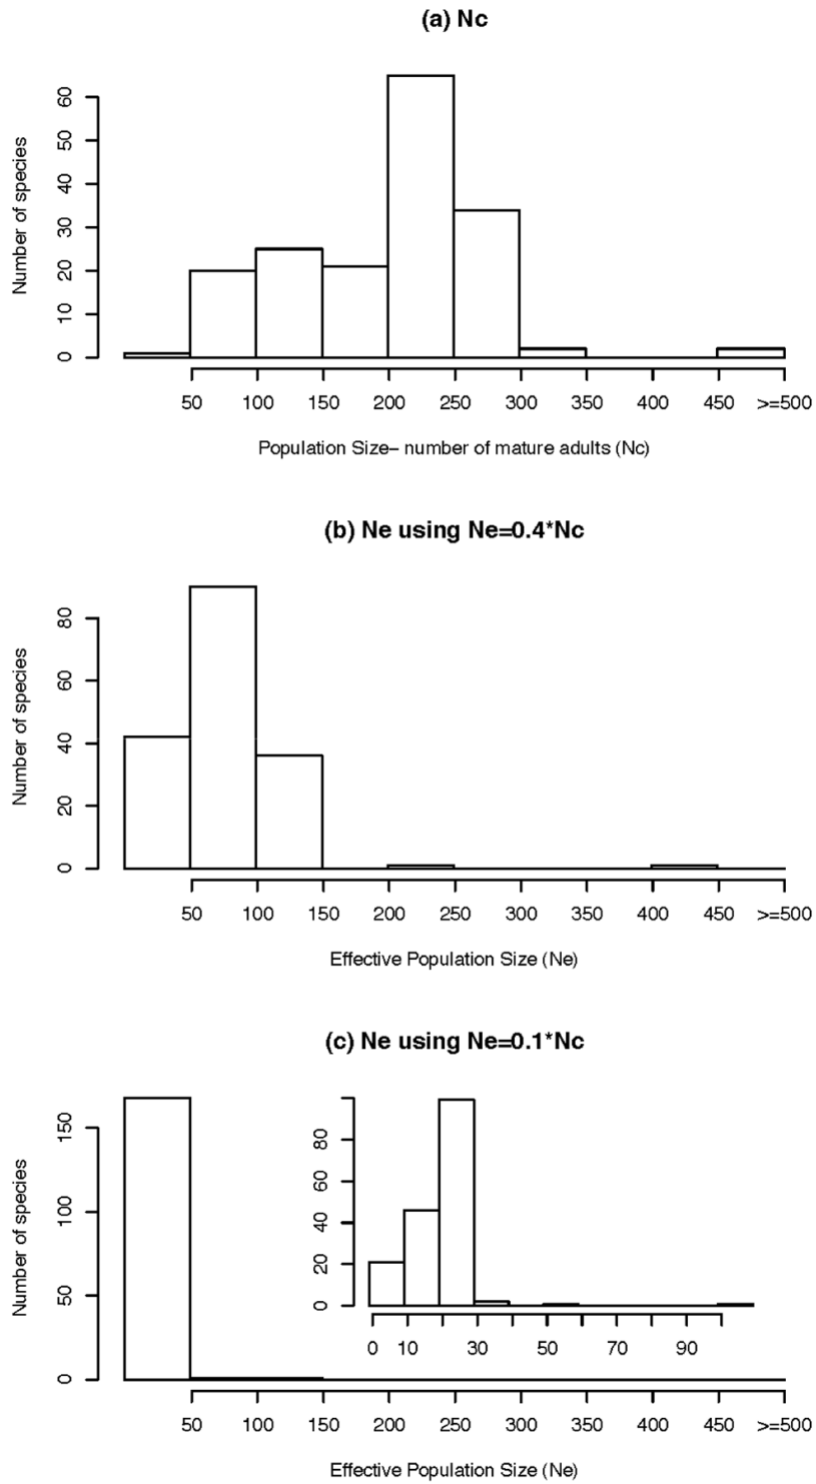 (a) Nc
Number of species
0 10 20 30 40 50 60
50 100 150 200 250 300 350 400 450 >=500
Population Size– number of mature adults (Nc)
(b) Ne using Ne=0.4*Nc
Number of species
0 20 40 60 80
50 100 150 200 250 300 350 400 450 >=500
Effective Population Size (Ne)
(c) Ne using Ne=0.1*Nc
Number of species
0 50 100 150
0 20 40 60 80
0 10 30 50 70 90
50 100 150 200 250 300 350 400 450 >=500
Effective Population Size (Ne)